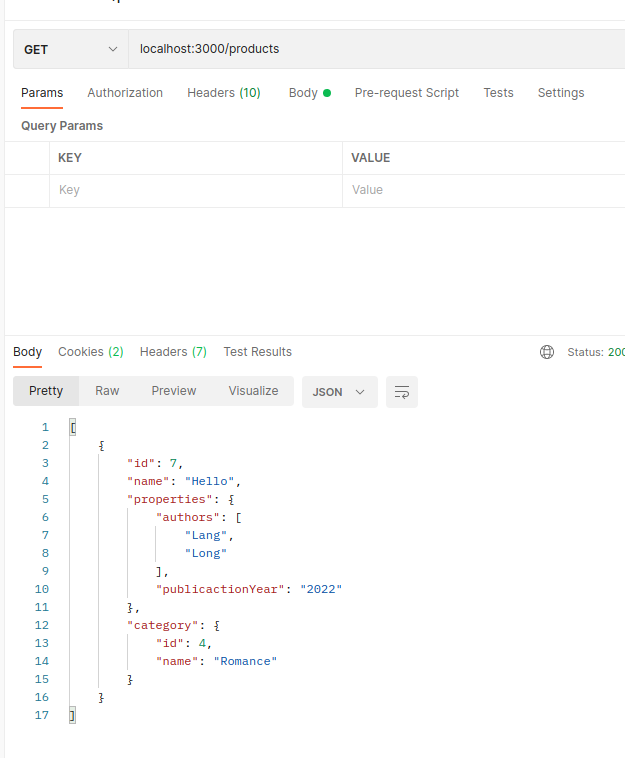 GET localhost:3000/products
Params Authorization Headers (10) Body Pre-request Script Tests Settings
Query Params
KEY VALUE
Key Value
Body Cookies (2) Headers (7) Test Results Status: 200
Pretty Raw Preview Visualize JSON
1 [
2 {
3 "id": 7,
4 "name": "Hello",
5 "properties": {
6 "authors": [
7 "Lang",
8 "Long"
9 ],
10 "publicactionYear": "2022"
11 },
12 "category": {
13 "id": 4,
14 "name": "Romance"
15 }
16 }
17 ]